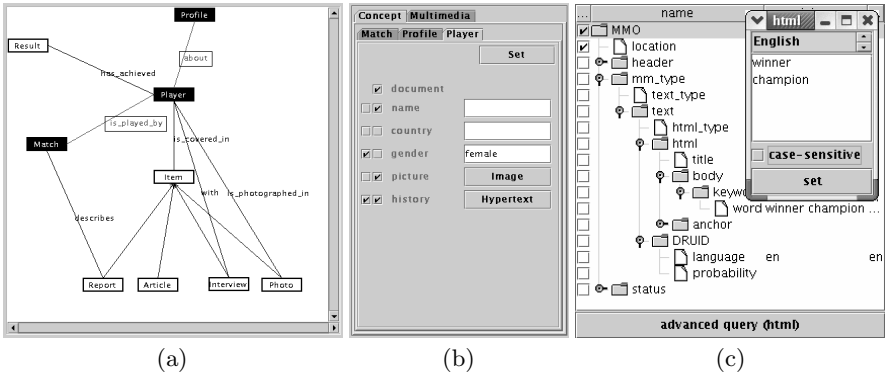 Profile
Result
about
has_achieved
Player
is_played_by
is_covered_in
Match
Item
with
is_photographed_in
describes
Report
Article
Interview
Photo
(a)
Concept Multimedia
Match Profile Player
Set
document
name
country
gender female
picture Image
history Hypertext
(b)
... name
MMO
location
header
mm_type
text_type
text
html_type
html
title
body
keywo
word winner champion ...
anchor
DRUID
language en en
probability
status
advanced query (html)
html
English
winner
champion
case-sensitive
set
(c)